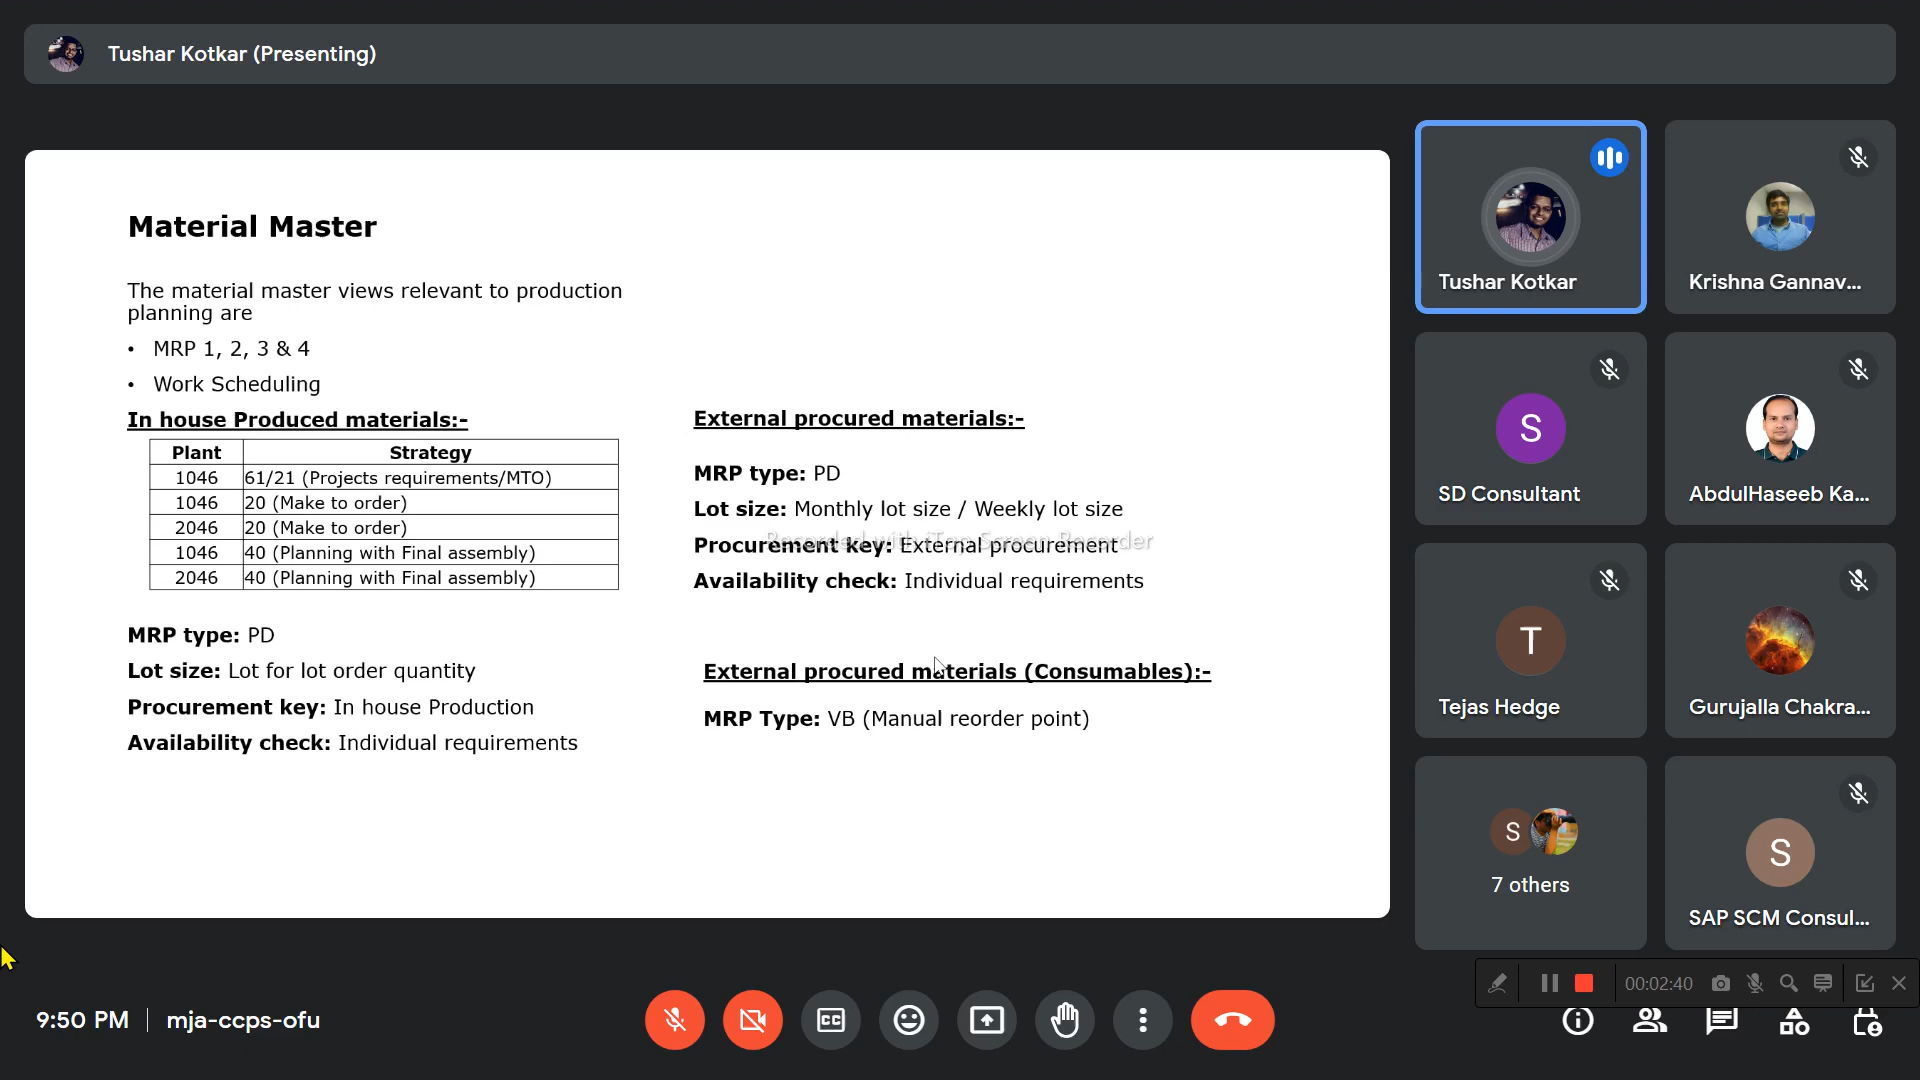 Tushar Kotkar (Presenting)
Material Master
The material master views relevant to production
planning are
• MRP 1, 2, 3 & 4
• Work Scheduling
In house Produced materials:-
Plant Strategy
1046 61/21 (Projects requirements/MTO)
1046 20 (Make to order)
2046 20 (Make to order)
1046 40 (Planning with Final assembly)
2046 40 (Planning with Final assembly)
MRP type: PD
Lot size: Lot for lot order quantity
Procurement key: In house Production
Availability check: Individual requirements
External procured materials:-
MRP type: PD
Lot size: Monthly lot size / Weekly lot size
Recorded with iTop Screen Recorder
Procurement key: External procurement
Availability check: Individual requirements
External procured materials (Consumables):-
MRP Type: VB (Manual reorder point)
Tushar Kotkar
Krishna Gannav...
S
SD Consultant
AbdulHaseeb Ka...
T
Tejas Hedge
Gurujalla Chakra...
S
7 others
S
SAP SCM Consul...
00:02:40
9:50 PM
mja-ccps-ofu
CC